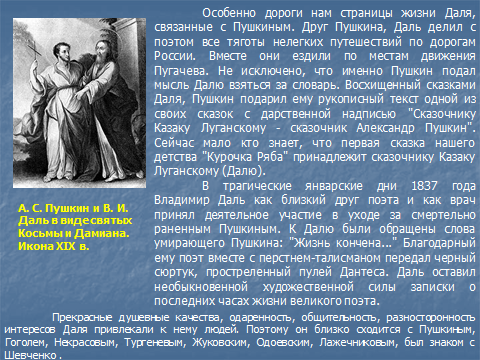 Особенно дороги нам страницы жизни Даля,
связанные с Пушкиным. Друг Пушкина, Даль делил с
поэтом все тяготы нелегких путешествий по дорогам
России. Вместе они ездили по местам движения
Пугачева. Не исключено, что именно Пушкин подал
мысль Далю взяться за словарь. Восхищенный сказками
Даля, Пушкин подарил ему рукописный текст одной из
своих сказок с дарственной надписью "Сказочнику
Казаку Луганскому - сказочник Александр Пушкин".
Сейчас мало кто знает, что первая сказка нашего
детства "Курочка Ряба" принадлежит сказочнику Казаку
Луганскому (Далю).
В трагические январские дни 1837 года
Владимир Даль как близкий друг поэта и как врач
принял деятельное участие в уходе за смертельно
раненным Пушкиным. К Далю были обращены слова
умирающего Пушкина: "Жизнь кончена..." Благодарный
ему поэт вместе с перстнем-талисманом передал черный
сюртук, простреленный пулей Дантеса. Даль оставил
необыкновенной художественной силы записки о
последних часах жизни великого поэта.
А. С. Пушкин и В. И.
Даль в виде святых
Косьмы и Дамиана.
Икона XIX в.
Прекрасные душевные качества, одаренность, общительность, разносторонность
интересов Даля привлекали к нему людей. Поэтому он близко сходится с Пушкиным,
Гоголем, Некрасовым, Тургеневым, Жуковским, Одоевским, Лажечниковым, был знаком с
Шевченко .